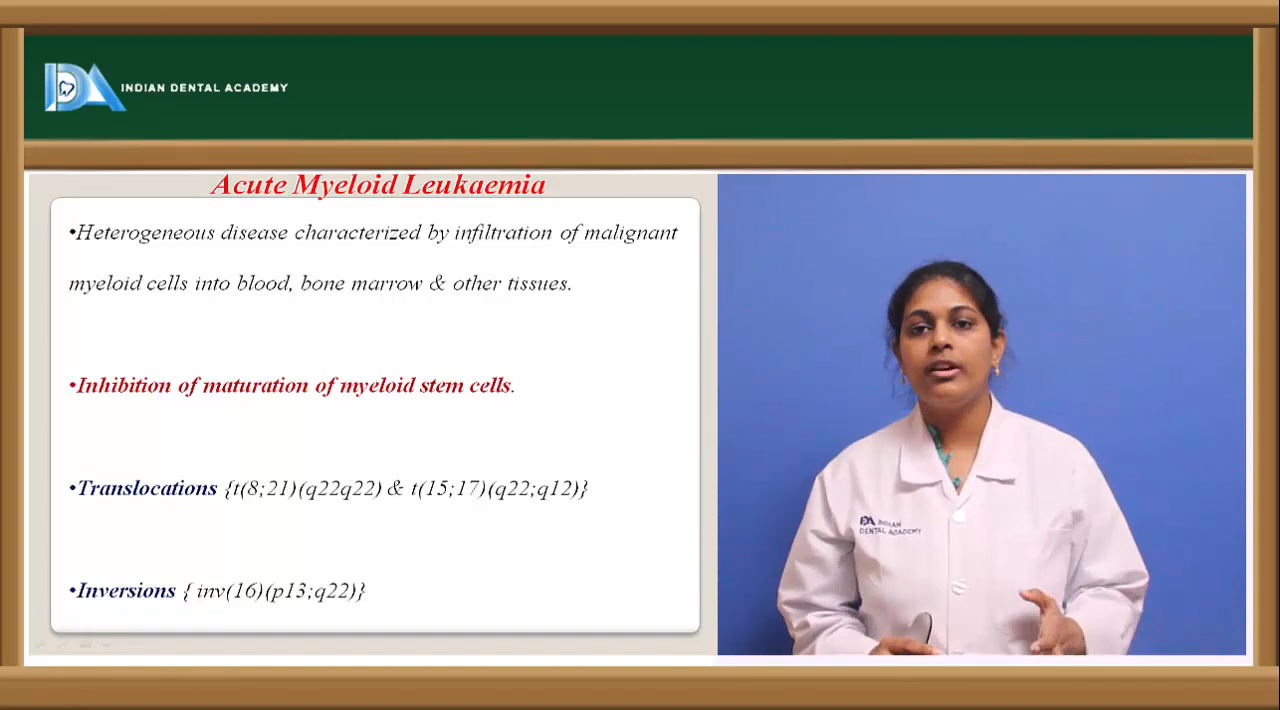 INDIAN DENTAL ACADEMY
Acute Myeloid Leukaemia
•Heterogeneous disease characterized by infiltration of malignant
myeloid cells into blood, bone marrow & other tissues.
•Inhibition of maturation of myeloid stem cells.
•Translocations {t(8;21)(q22q22) & t(15;17)(q22;q12)}
•Inversions { inv(16)(p13;q22)}
IDA INDIAN
DENTAL ACADEMY